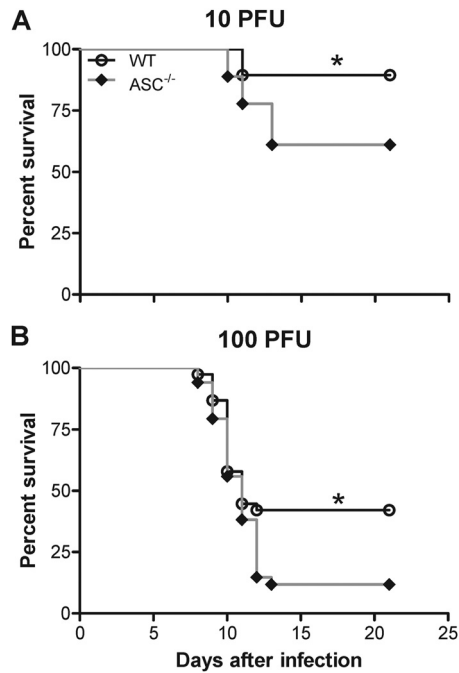 A
10 PFU
100
75
50
25
0
Percent survival
WT
ASC-/-
*
B
100 PFU
100
75
50
25
0
Percent survival
*
0 5 10 15 20 25
Days after infection